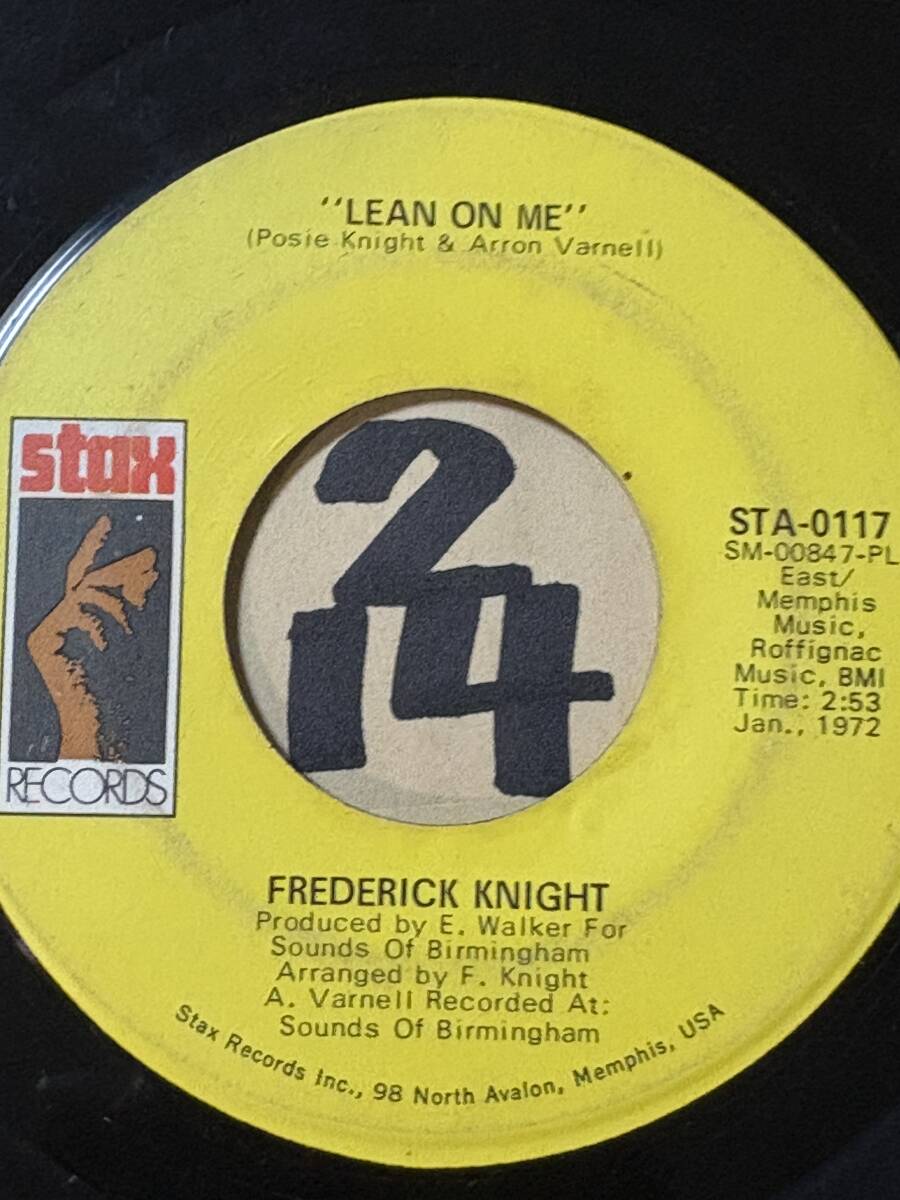 "LEAN ON ME"
(Posie Knight & Arron Varnell)
stax
RECORDS
2
14
STA-0117
SM-00847-PL
East/
Memphis
Music,
Roffignac
Music, BMI
Time: 2:53
Jan., 1972
FREDERICK KNIGHT
Produced by E. Walker For
Sounds Of Birmingham
Arranged by F. Knight
A. Varnell Recorded At:
Sounds Of Birmingham
Stax Records Inc., 98 North Avalon, Memphis, USA